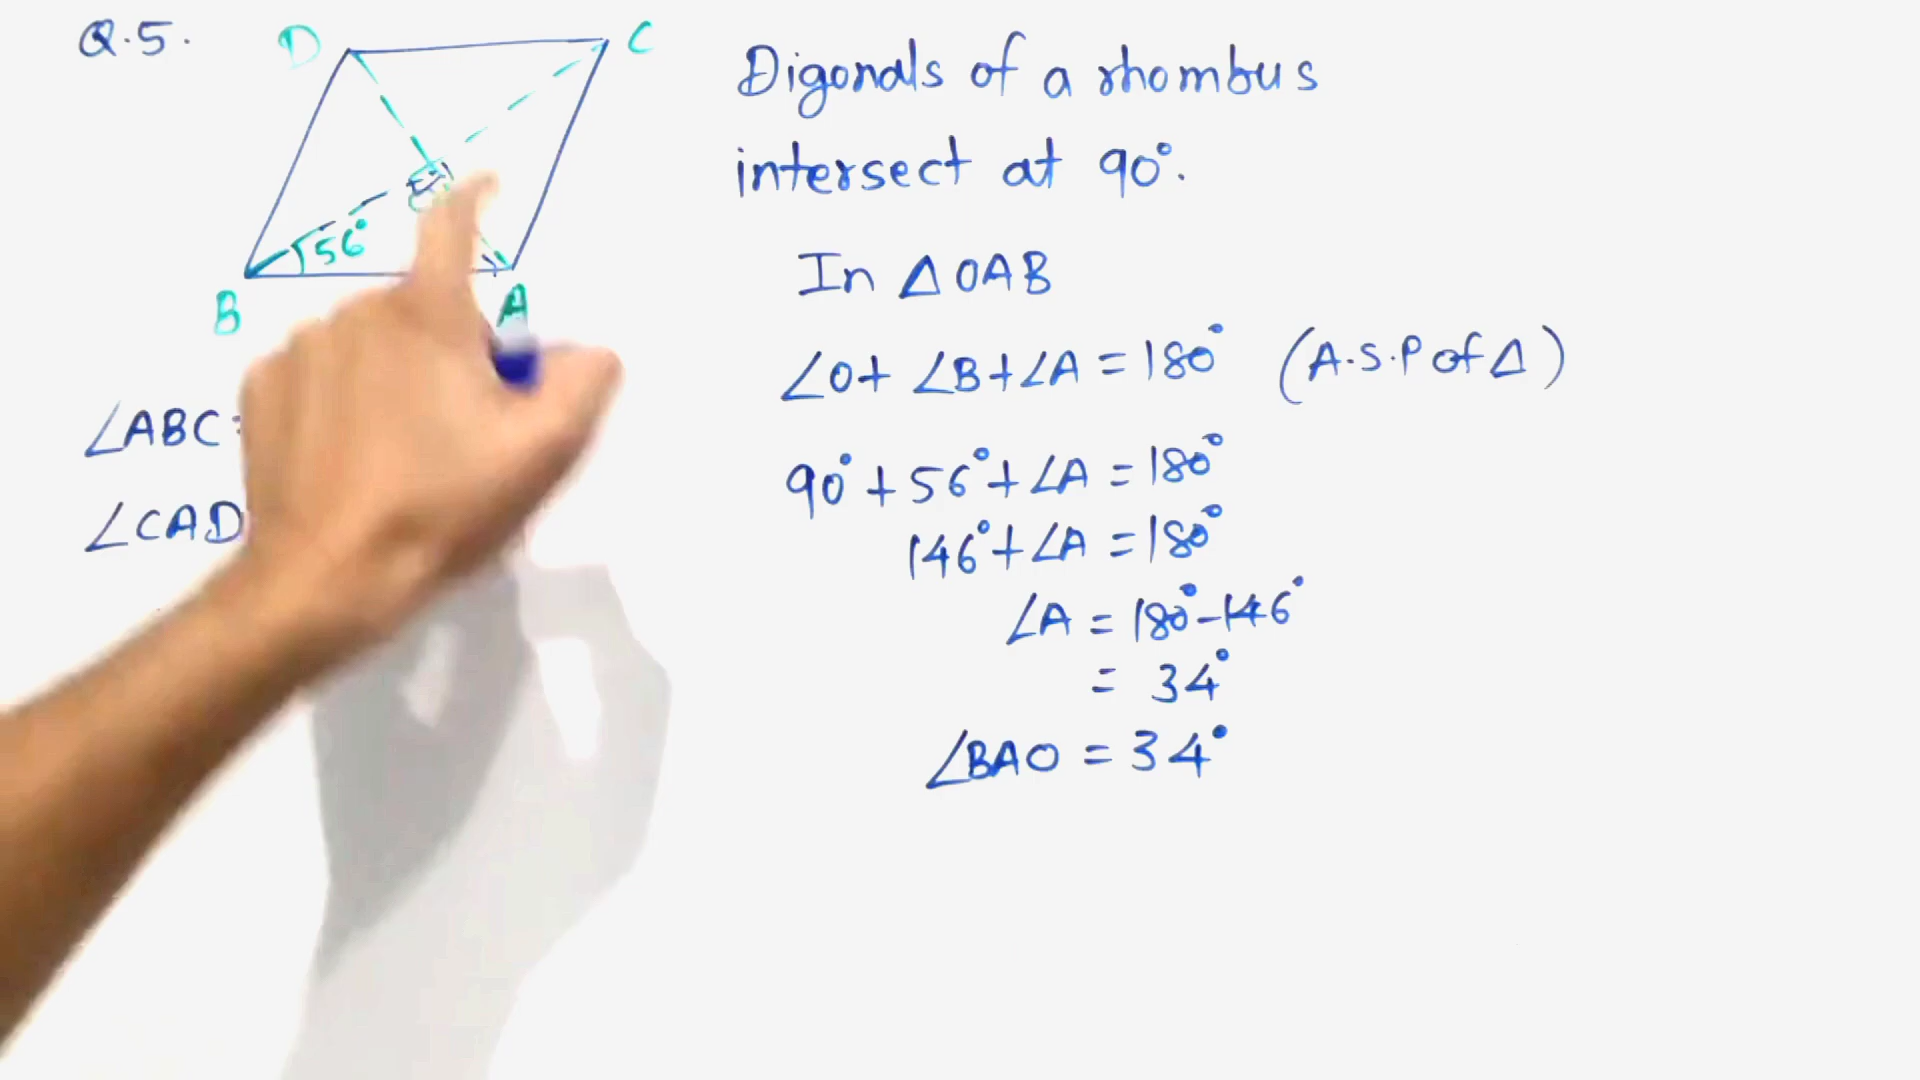 Q.5.
D
C
56°
B
A
∠ABC
∠CAD
Digonals of a rhombus
intersect at 90°.
In △OAB
∠O+ ∠B+∠A = 180° (A.S.P of △)
90° + 56° + ∠A = 180°
146° + ∠A = 180°
∠A = 180° - 146°
= 34°
∠BAO = 34°